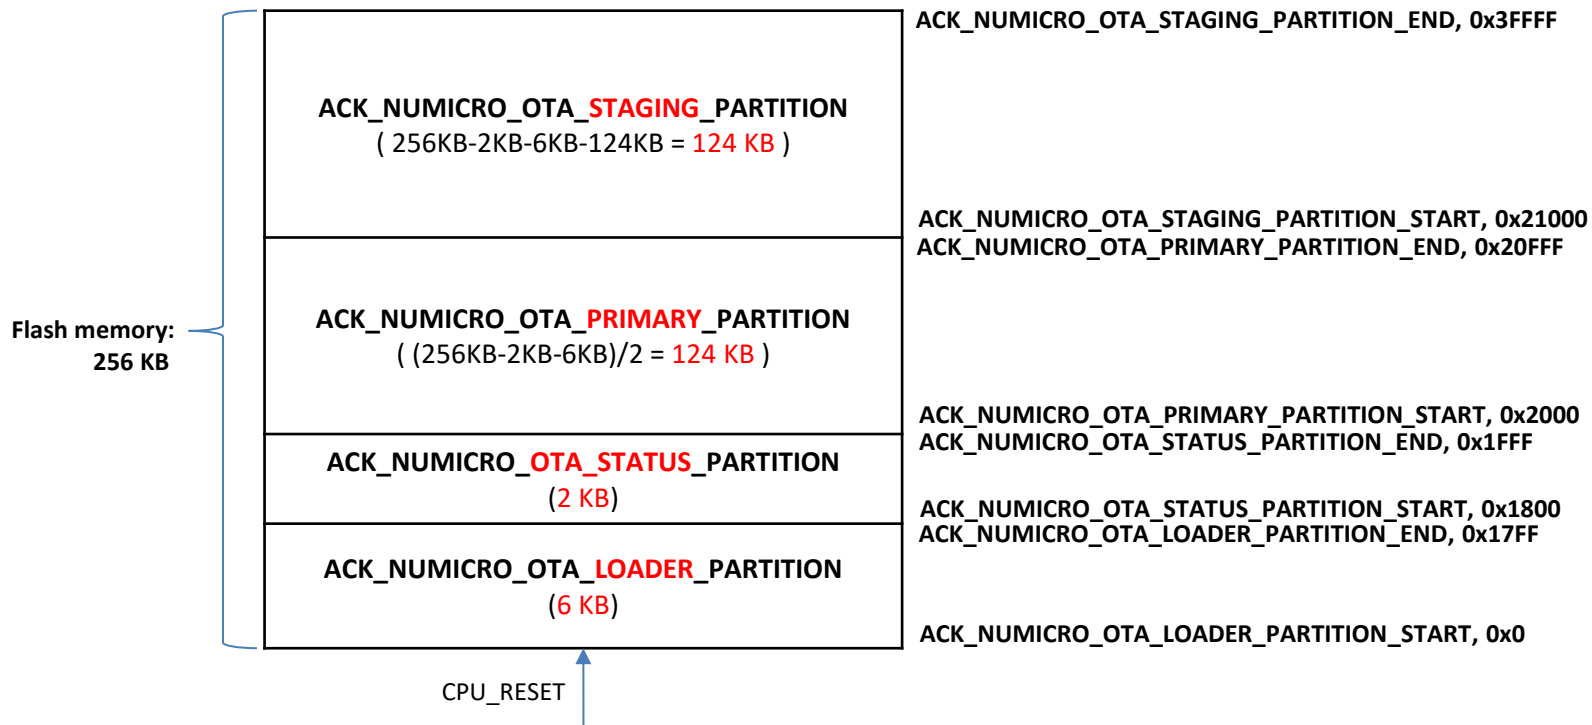 ACK_NUMICRO_OTA_STAGING_PARTITION_END, 0x3FFFF
ACK_NUMICRO_OTA_STAGING_PARTITION
( 256KB-2KB-6KB-124KB = 124 KB )
ACK_NUMICRO_OTA_STAGING_PARTITION_START, 0x21000
ACK_NUMICRO_OTA_PRIMARY_PARTITION_END, 0x20FFF
Flash memory:
256 KB
ACK_NUMICRO_OTA_PRIMARY_PARTITION
( (256KB-2KB-6KB)/2 = 124 KB )
ACK_NUMICRO_OTA_PRIMARY_PARTITION_START, 0x2000
ACK_NUMICRO_OTA_STATUS_PARTITION_END, 0x1FFF
ACK_NUMICRO_OTA_STATUS_PARTITION
(2 KB)
ACK_NUMICRO_OTA_STATUS_PARTITION_START, 0x1800
ACK_NUMICRO_OTA_LOADER_PARTITION_END, 0x17FF
ACK_NUMICRO_OTA_LOADER_PARTITION
(6 KB)
ACK_NUMICRO_OTA_LOADER_PARTITION_START, 0x0
CPU_RESET